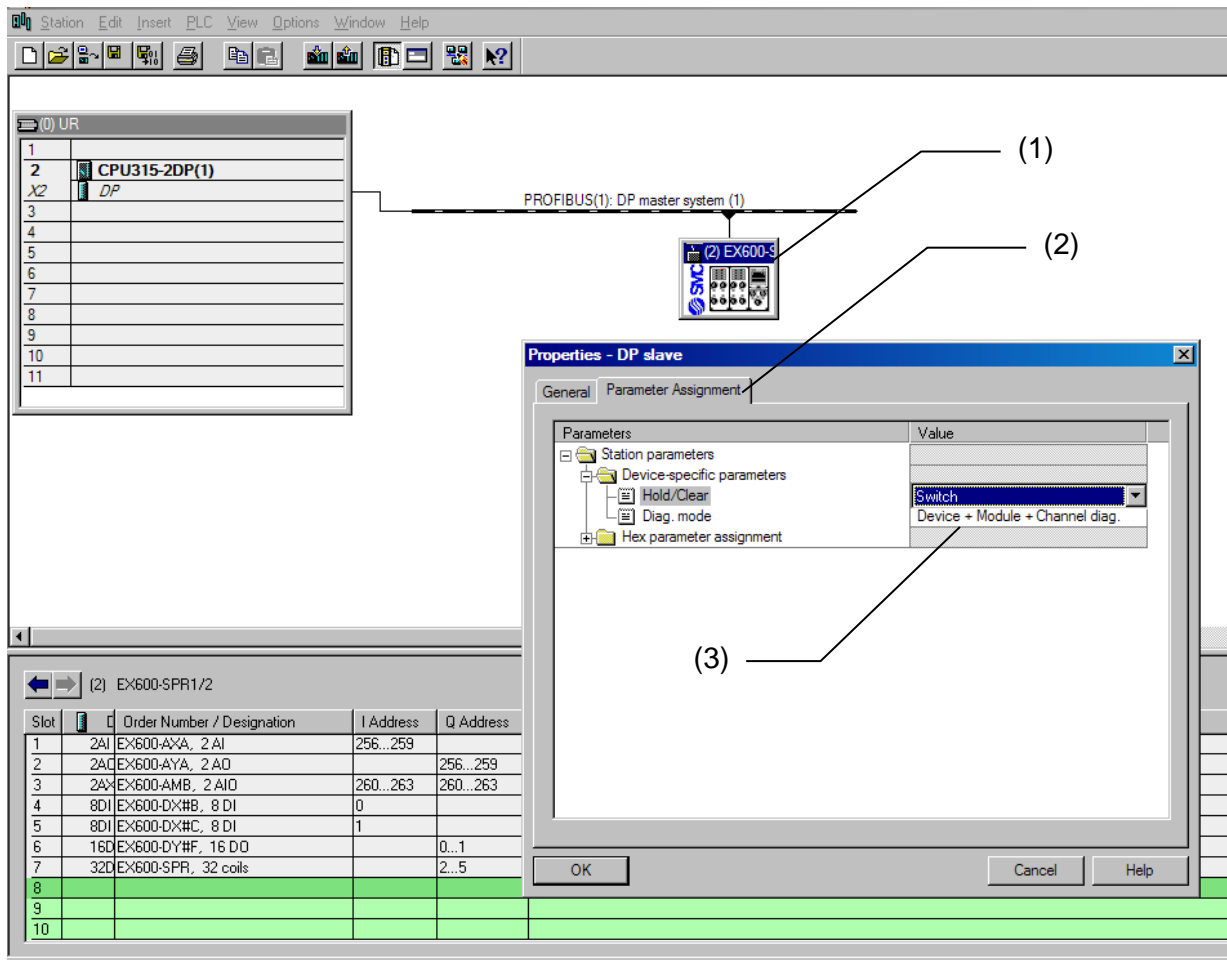 Station Edit Insert PLC View Options Window Help
(0) UR
1
2 CPU315-2DP(1)
X2 DP
3
4
5
6
7
8
9
10
11
PROFIBUS(1): DP master system (1)
(2) EX600-S
SMC
(1)
(2)
Properties - DP slave
General Parameter Assignment
Parameters Value
Station parameters
Device-specific parameters
Hold/Clear Switch
Diag. mode Device + Module + Channel diag.
Hex parameter assignment
(3)
OK Cancel Help
(2) EX600-SPR1/2
Slot D Order Number / Designation I Address Q Address
1 2AI EX600-AXA, 2 AI 256...259
2 2AO EX600-AYA, 2 AO 256...259
3 2AX EX600-AMB, 2 AIO 260...263 260...263
4 8DI EX600-DX#B, 8 DI 0
5 8DI EX600-DX#C, 8 DI 1
6 16D EX600-DY#F, 16 DO 0...1
7 32D EX600-SPR, 32 coils 2...5
8
9
10